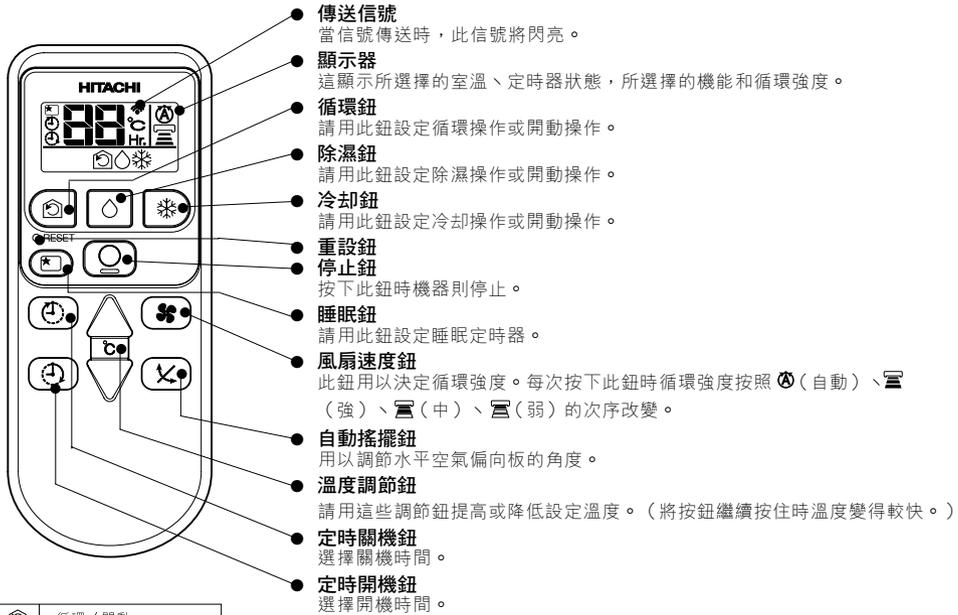 傳送信號
當信號傳送時，此信號將閃亮。
顯示器
這顯示所選擇的室溫、定時器狀態，所選擇的機能和循環強度。
循環鈕
請用此鈕設定循環操作或開動操作。
除濕鈕
請用此鈕設定除濕操作或開動操作。
冷却鈕
請用此鈕設定冷却操作或開動操作。
重設鈕
停止鈕
按下此鈕時機器則停止。
睡眠鈕
請用此鈕設定睡眠定時器。
風扇速度鈕
此鈕用以決定循環強度。每次按下此鈕時循環強度按照（自動）、
（強）、（中）、（弱）的次序改變。
自動搖擺鈕
用以調節水平空氣偏向板的角度。
溫度調節鈕
請用這些調節鈕提高或降低設定溫度。（將按鈕繼續按住時溫度變得較快。）
定時關機鈕
選擇關機時間。
定時開機鈕
選擇開機時間。
HITACHI
88
℃
Hr.
RESET
℃